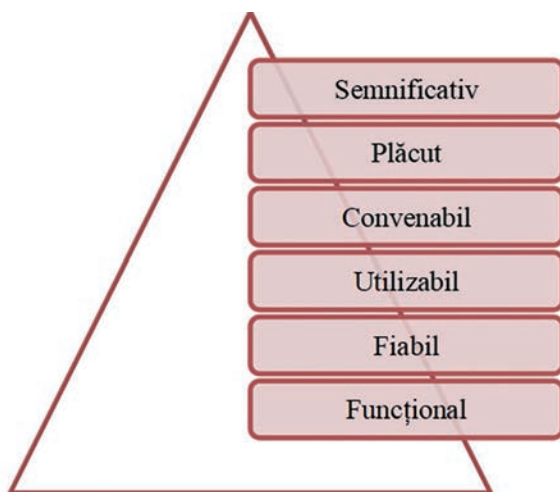 Semnificativ
Plăcut
Convenabil
Utilizabil
Fiabil
Funcțional